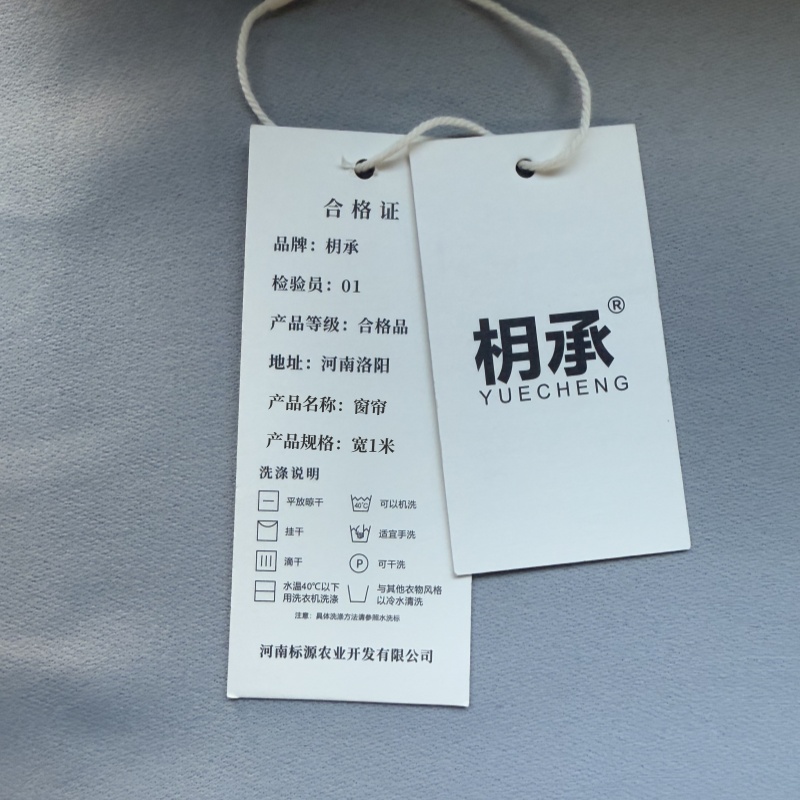 合格证
品牌：枂承
检验员：01
产品等级：合格品
地址：河南洛阳
产品名称：窗帘
产品规格：宽1米
洗涤说明
平放晾干
40℃
可以机洗
挂干
适宜手洗
滴干
P
可干洗
水温40℃以下
用洗衣机洗涤
与其他衣物风格
以冷水清洗
注意：具体洗涤方法请参照水洗标
河南标源农业开发有限公司
枂承®
YUECHENG